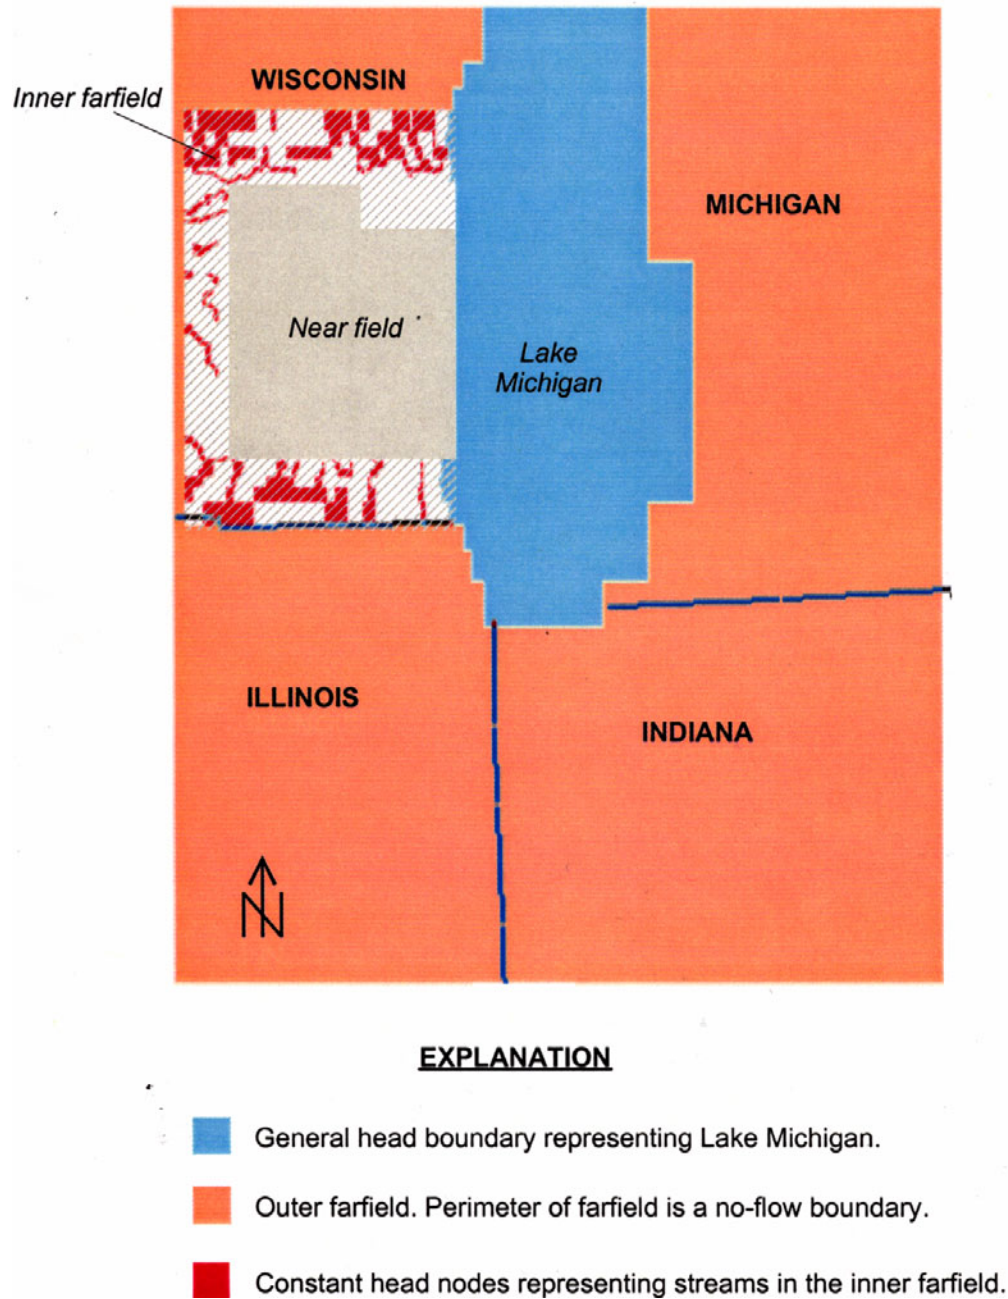 WISCONSIN
Inner farfield
MICHIGAN
Near field
Lake
Michigan
ILLINOIS
INDIANA
N
EXPLANATION
General head boundary representing Lake Michigan.
Outer farfield. Perimeter of farfield is a no-flow boundary.
Constant head nodes representing streams in the inner farfield.